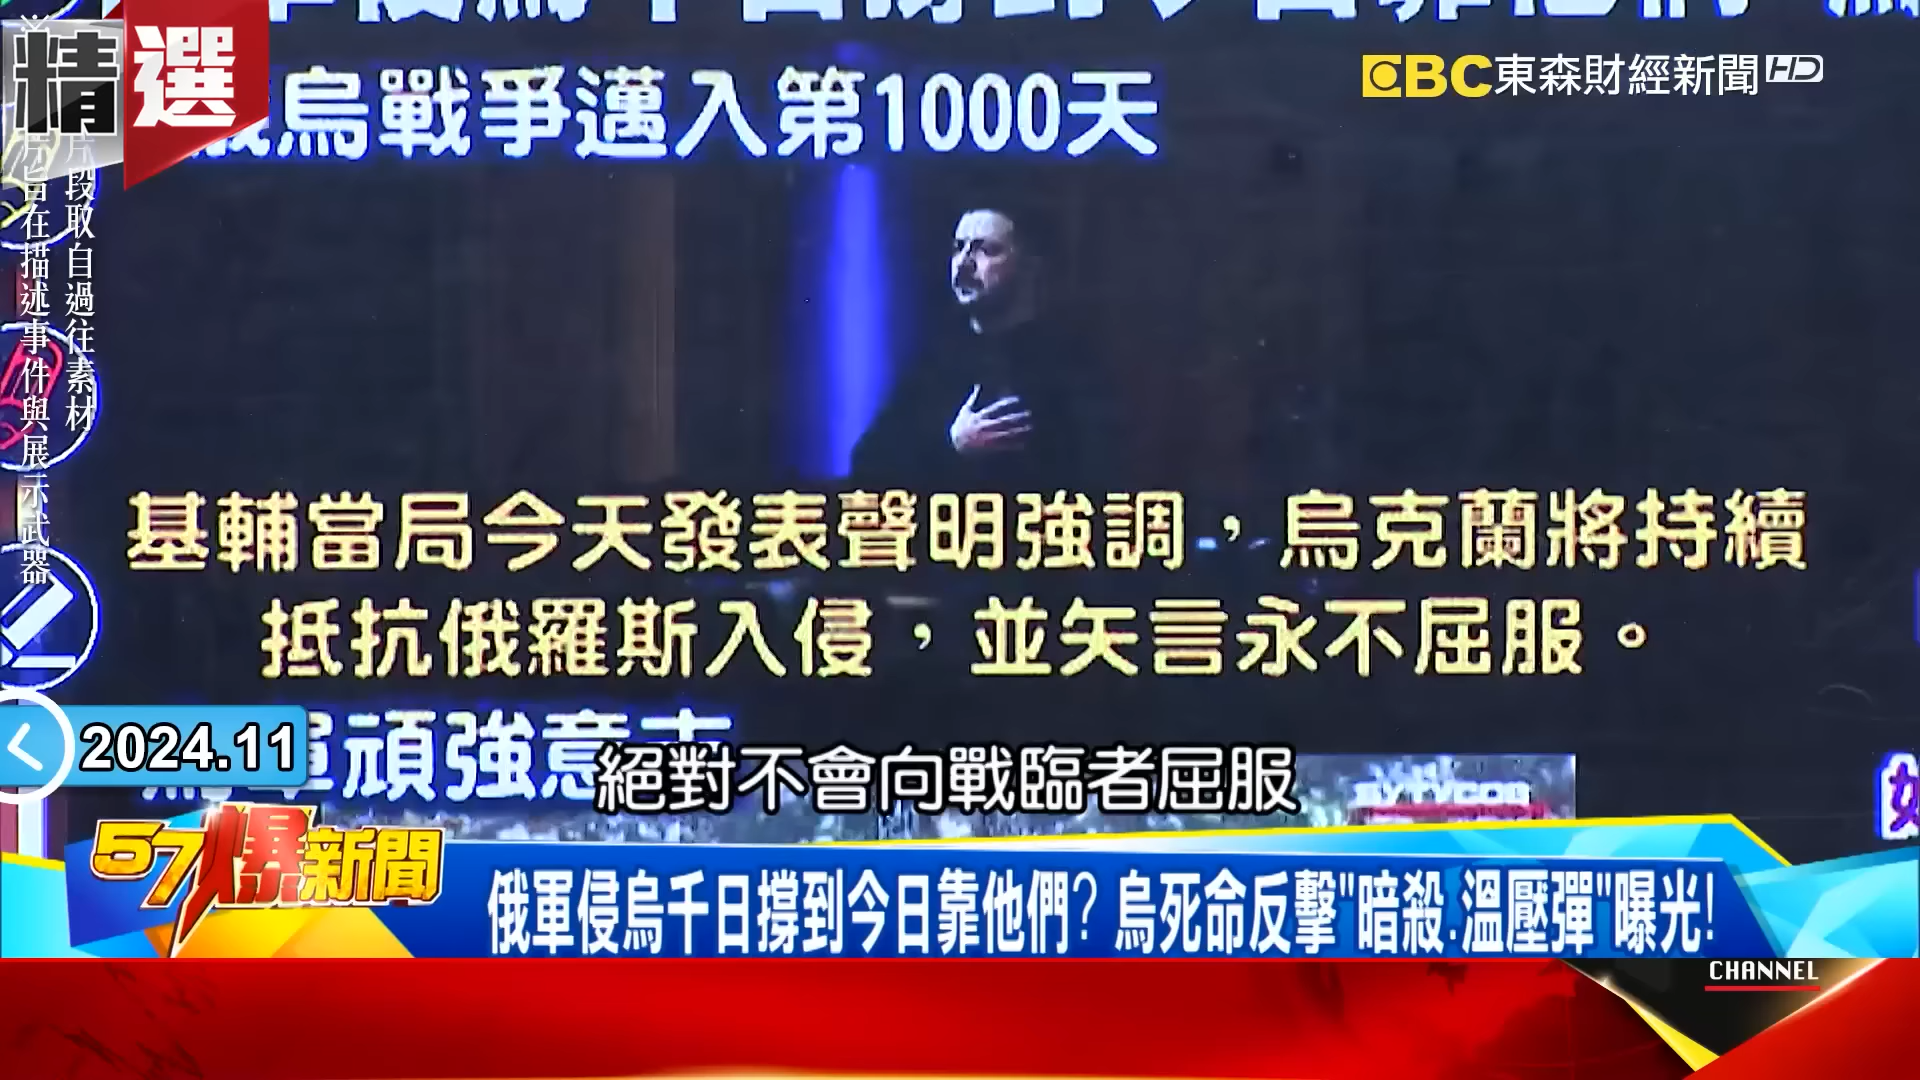 精選
EBC東森財經新聞HD
俄烏戰爭邁入第1000天
片段取自過往素材
片旨在描述事件與展示武器
基輔當局今天發表聲明強調，烏克蘭將持續
抵抗俄羅斯入侵，並矢言永不屈服。
2024.11
烏軍頑強意志
絕對不會向戰臨者屈服
57爆新聞
俄軍侵烏千日撐到今日靠他們？烏死命反擊"暗殺.溫壓彈"曝光!
CHANNEL